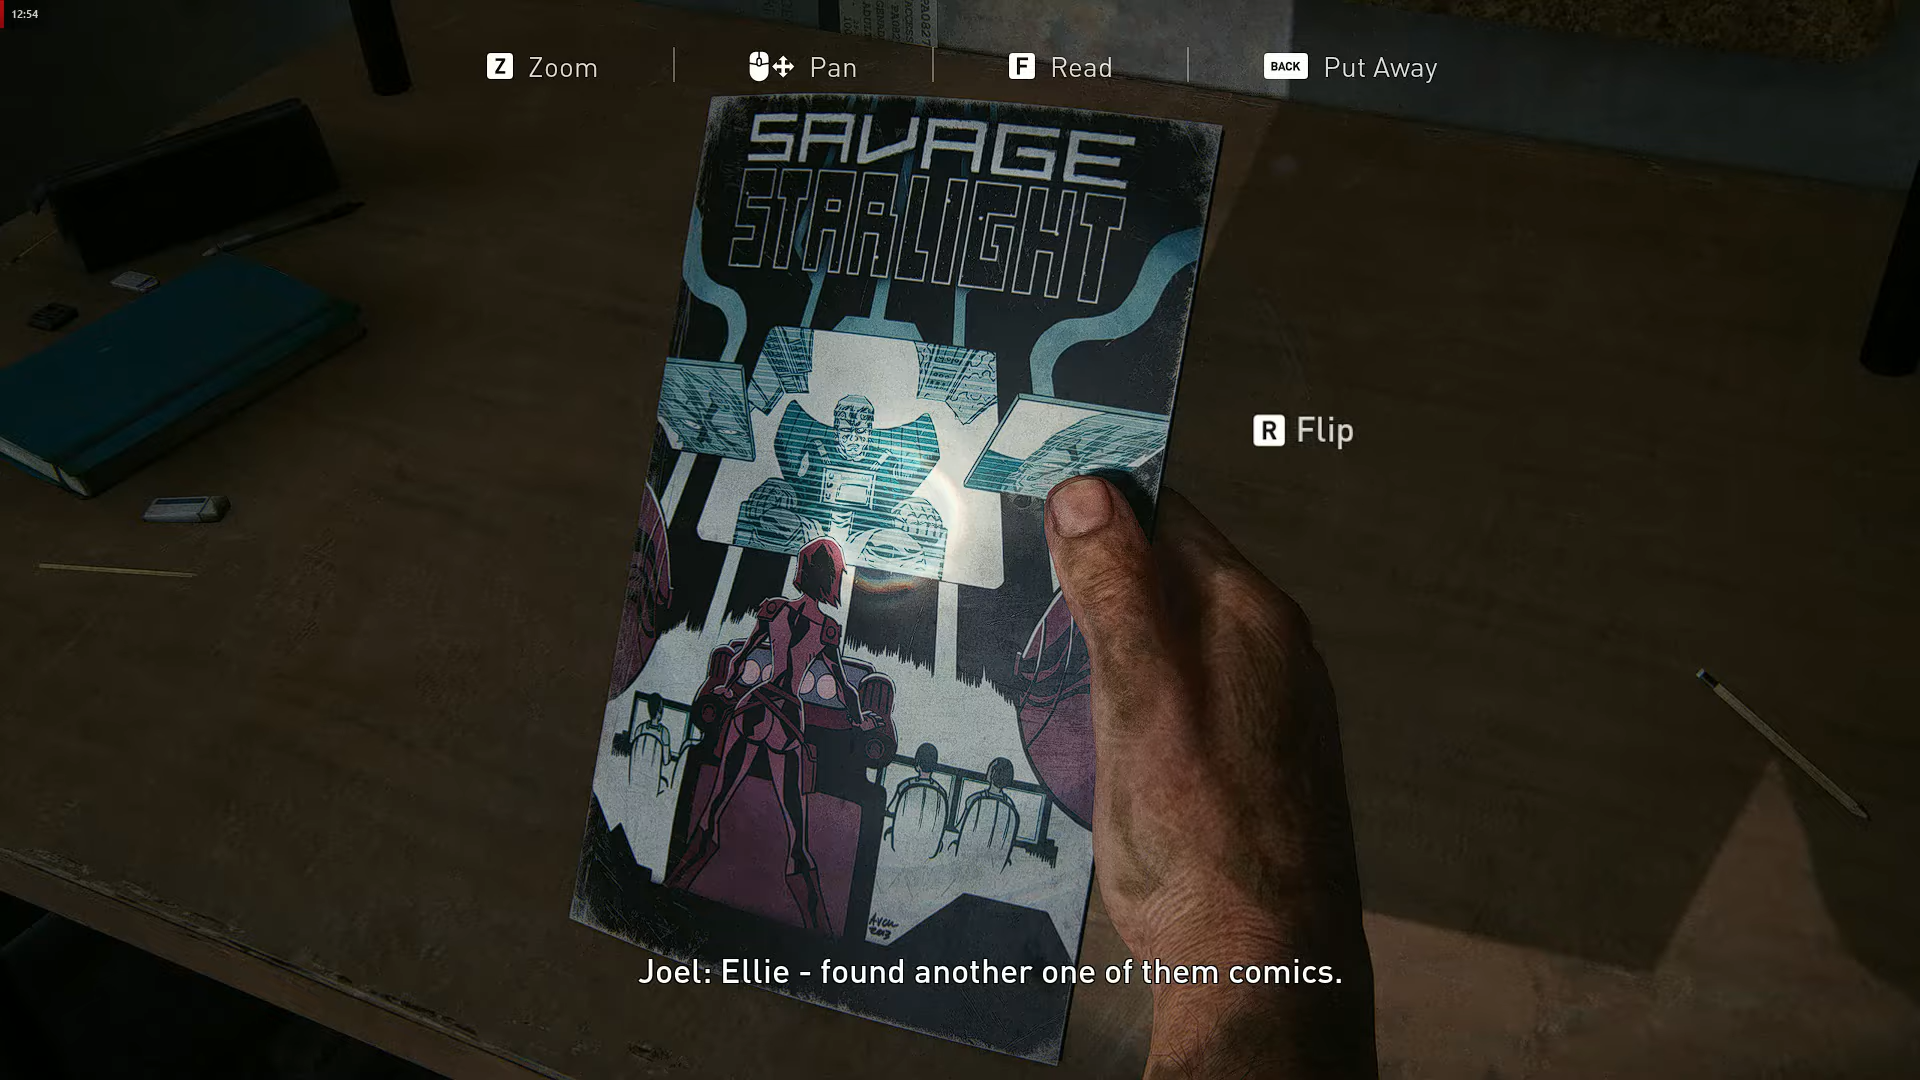 12:54
Z Zoom
Pan
F Read
BACK Put Away
SAVAGE
STARLIGHT
R Flip
2013
Joel: Ellie - found another one of them comics.